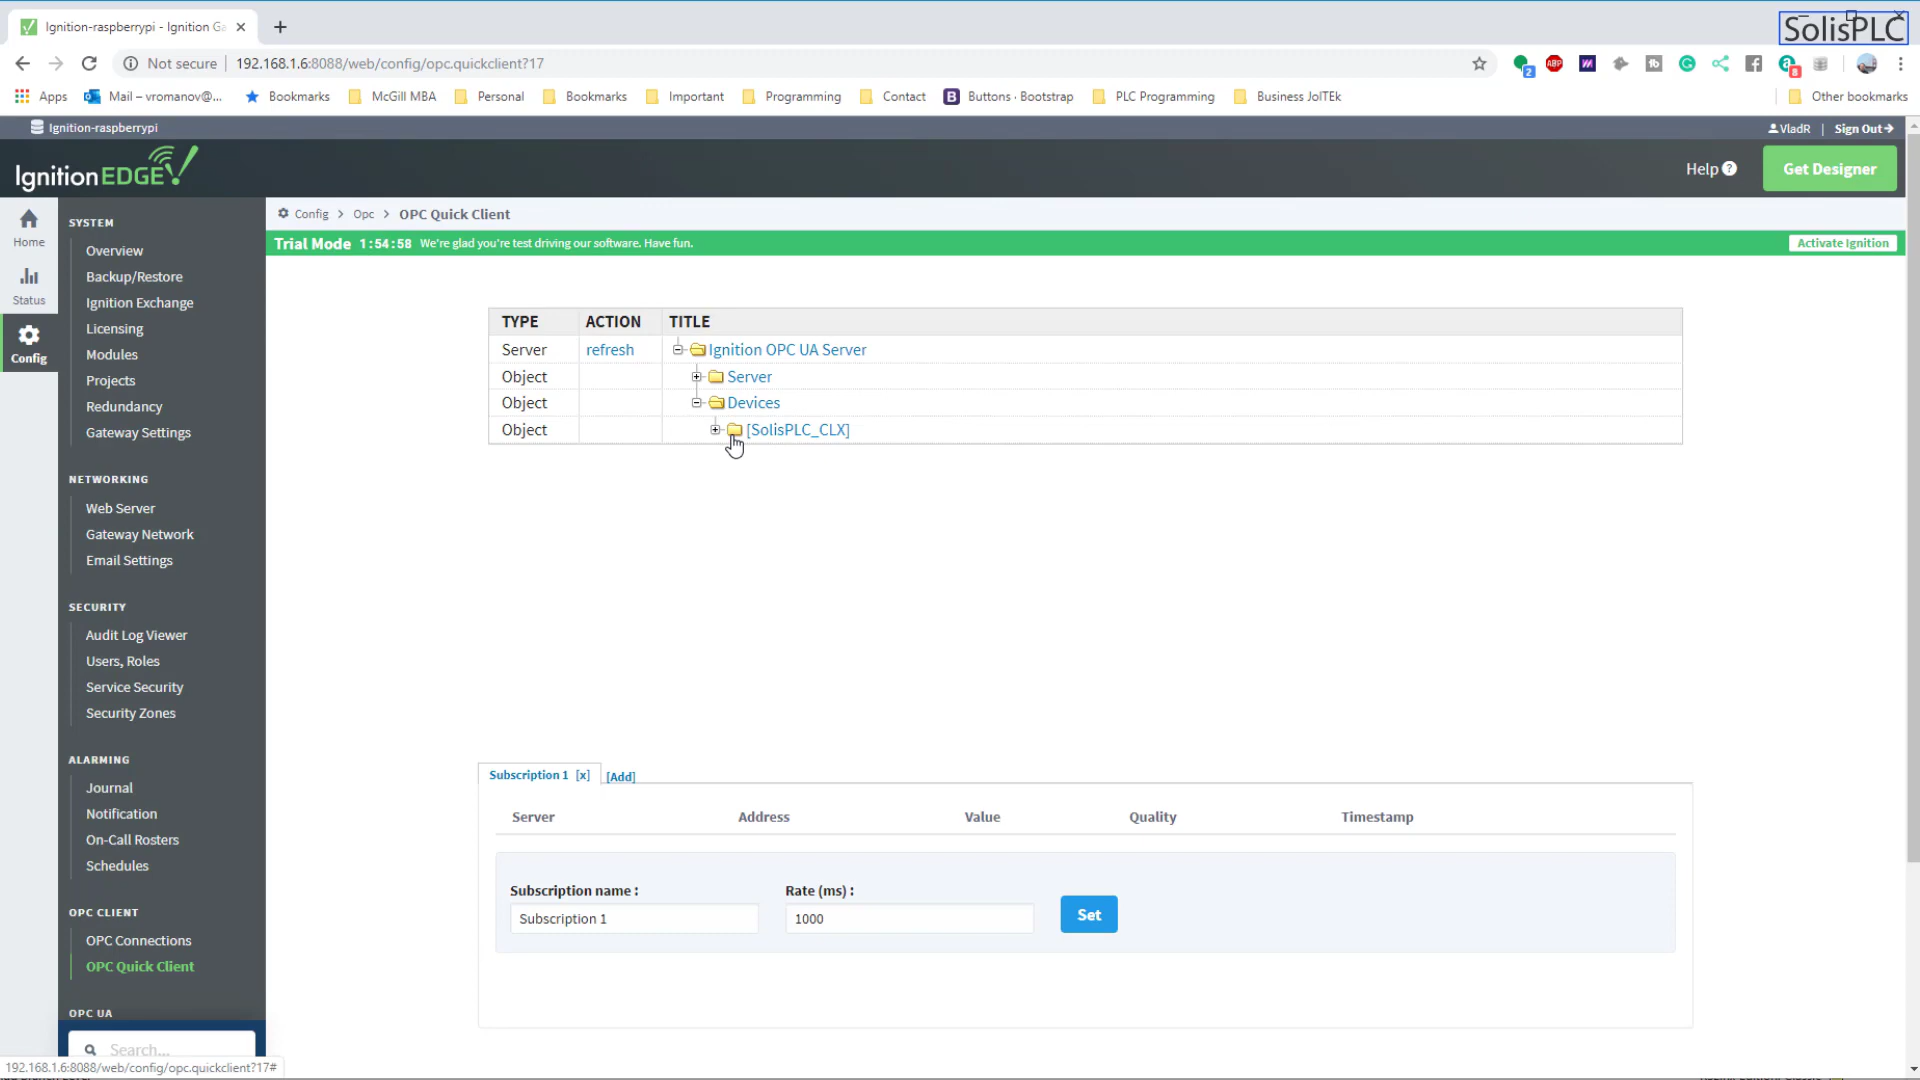 Ignition-raspberrypi - Ignition Ga
SolisPLC
Not secure
192.168.1.6:8088/web/config/opc.quickclient?17
2
ABP
8
Apps
Mail – vromanov@...
Bookmarks
McGill MBA
Personal
Bookmarks
Important
Programming
Contact
B
Buttons · Bootstrap
PLC Programming
Business JolTEk
Other bookmarks
Ignition-raspberrypi
VladR | Sign Out
Ignition EDGE!
Help ?
Get Designer
Home
Status
Config
SYSTEM
Overview
Backup/Restore
Ignition Exchange
Licensing
Modules
Projects
Redundancy
Gateway Settings
NETWORKING
Web Server
Gateway Network
Email Settings
SECURITY
Audit Log Viewer
Users, Roles
Service Security
Security Zones
ALARMING
Journal
Notification
On-Call Rosters
Schedules
OPC CLIENT
OPC Connections
OPC Quick Client
OPC UA
Search...
192.168.1.6:8088/web/config/opc.quickclient?17#
Config > Opc > OPC Quick Client
Trial Mode 1:54:58 We're glad you're test driving our software. Have fun.
Activate Ignition
TYPE ACTION TITLE
Server refresh Ignition OPC UA Server
Object Server
Object Devices
Object [SolisPLC_CLX]
Subscription 1 [x] [Add]
Server Address Value Quality Timestamp
Subscription name : Rate (ms) :
Subscription 1 1000 Set